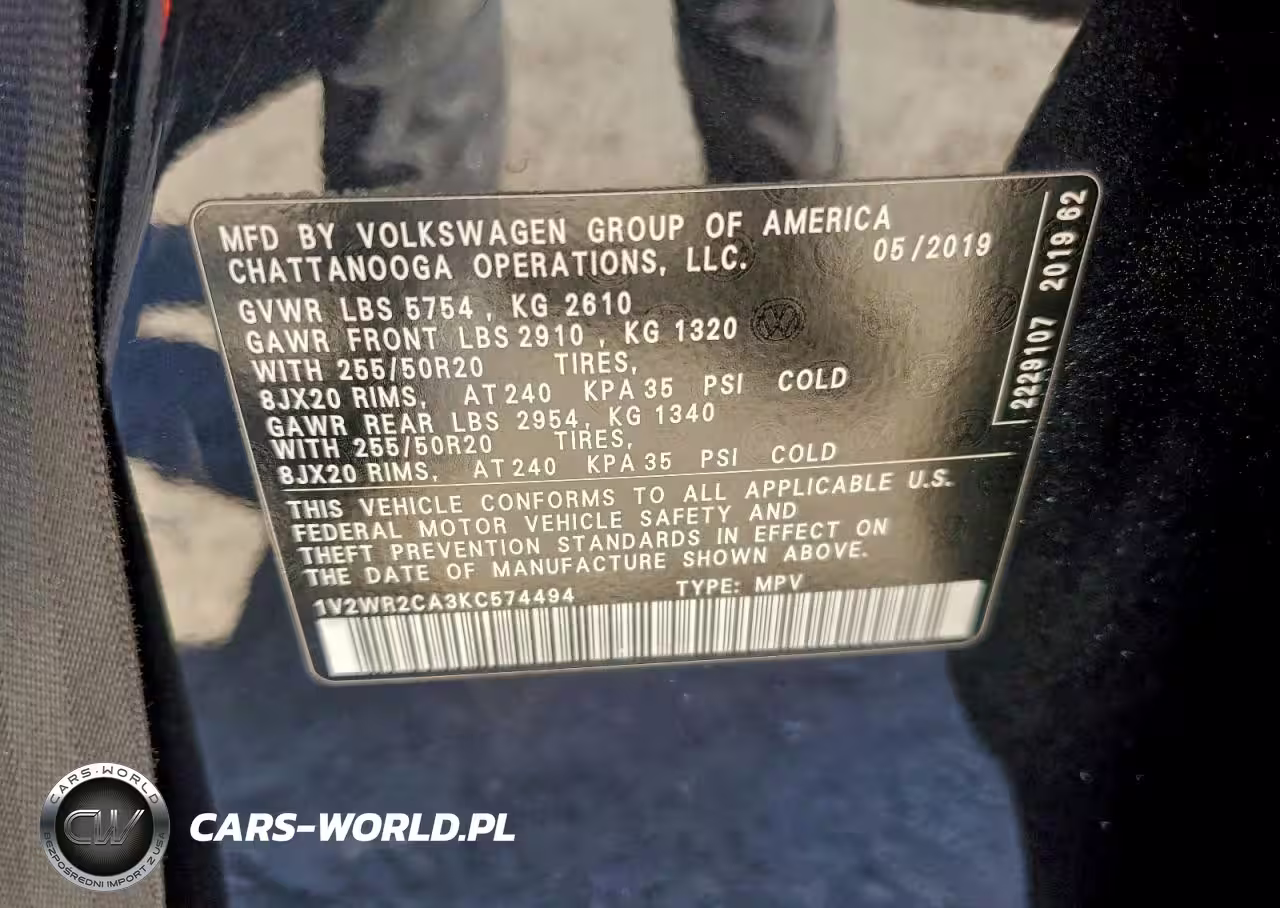 MFD BY VOLKSWAGEN GROUP OF AMERICA
CHATTANOOGA OPERATIONS, LLC. 05/2019
GVWR LBS 5754 , KG 2610
GAWR FRONT LBS 2910 , KG 1320
WITH 255/50R20 TIRES,
8JX20 RIMS, AT 240 KPA 35 PSI COLD
GAWR REAR LBS 2954, KG 1340
WITH 255/50R20 TIRES,
8JX20 RIMS, AT 240 KPA 35 PSI COLD
THIS VEHICLE CONFORMS TO ALL APPLICABLE U.S.
FEDERAL MOTOR VEHICLE SAFETY AND
THEFT PREVENTION STANDARDS IN EFFECT ON
THE DATE OF MANUFACTURE SHOWN ABOVE.
1V2WR2CA3KC574494 TYPE: MPV
2229107 2019 62
CARS-WORLD
CW
BEZPOŚREDNI IMPORT Z USA
CARS-WORLD.PL